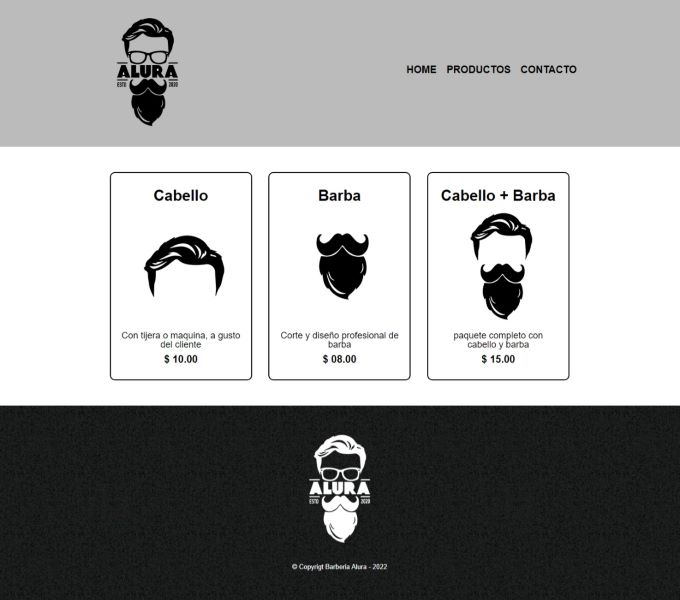 ALURA
ESTD 2020
HOME PRODUCTOS CONTACTO
Cabello
Con tijera o maquina, a gusto
del cliente
$ 10.00
Barba
Corte y diseño profesional de
barba
$ 08.00
Cabello + Barba
paquete completo con
cabello y barba
$ 15.00
ALURA
ESTD 2020
© Copyrigt Barberia Alura - 2022